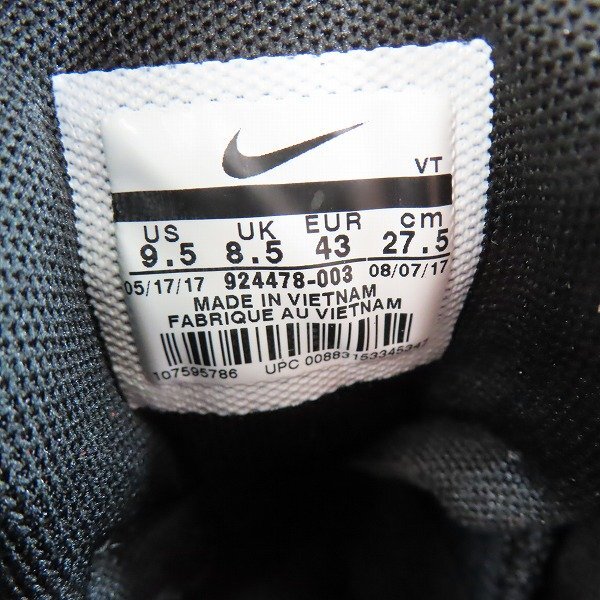 VT
US UK EUR cm
9.5 8.5 43 27.5
05/17/17 924478-003 08/07/17
MADE IN VIETNAM
FABRIQUE AU VIETNAM
107595786 UPC 00883153345347